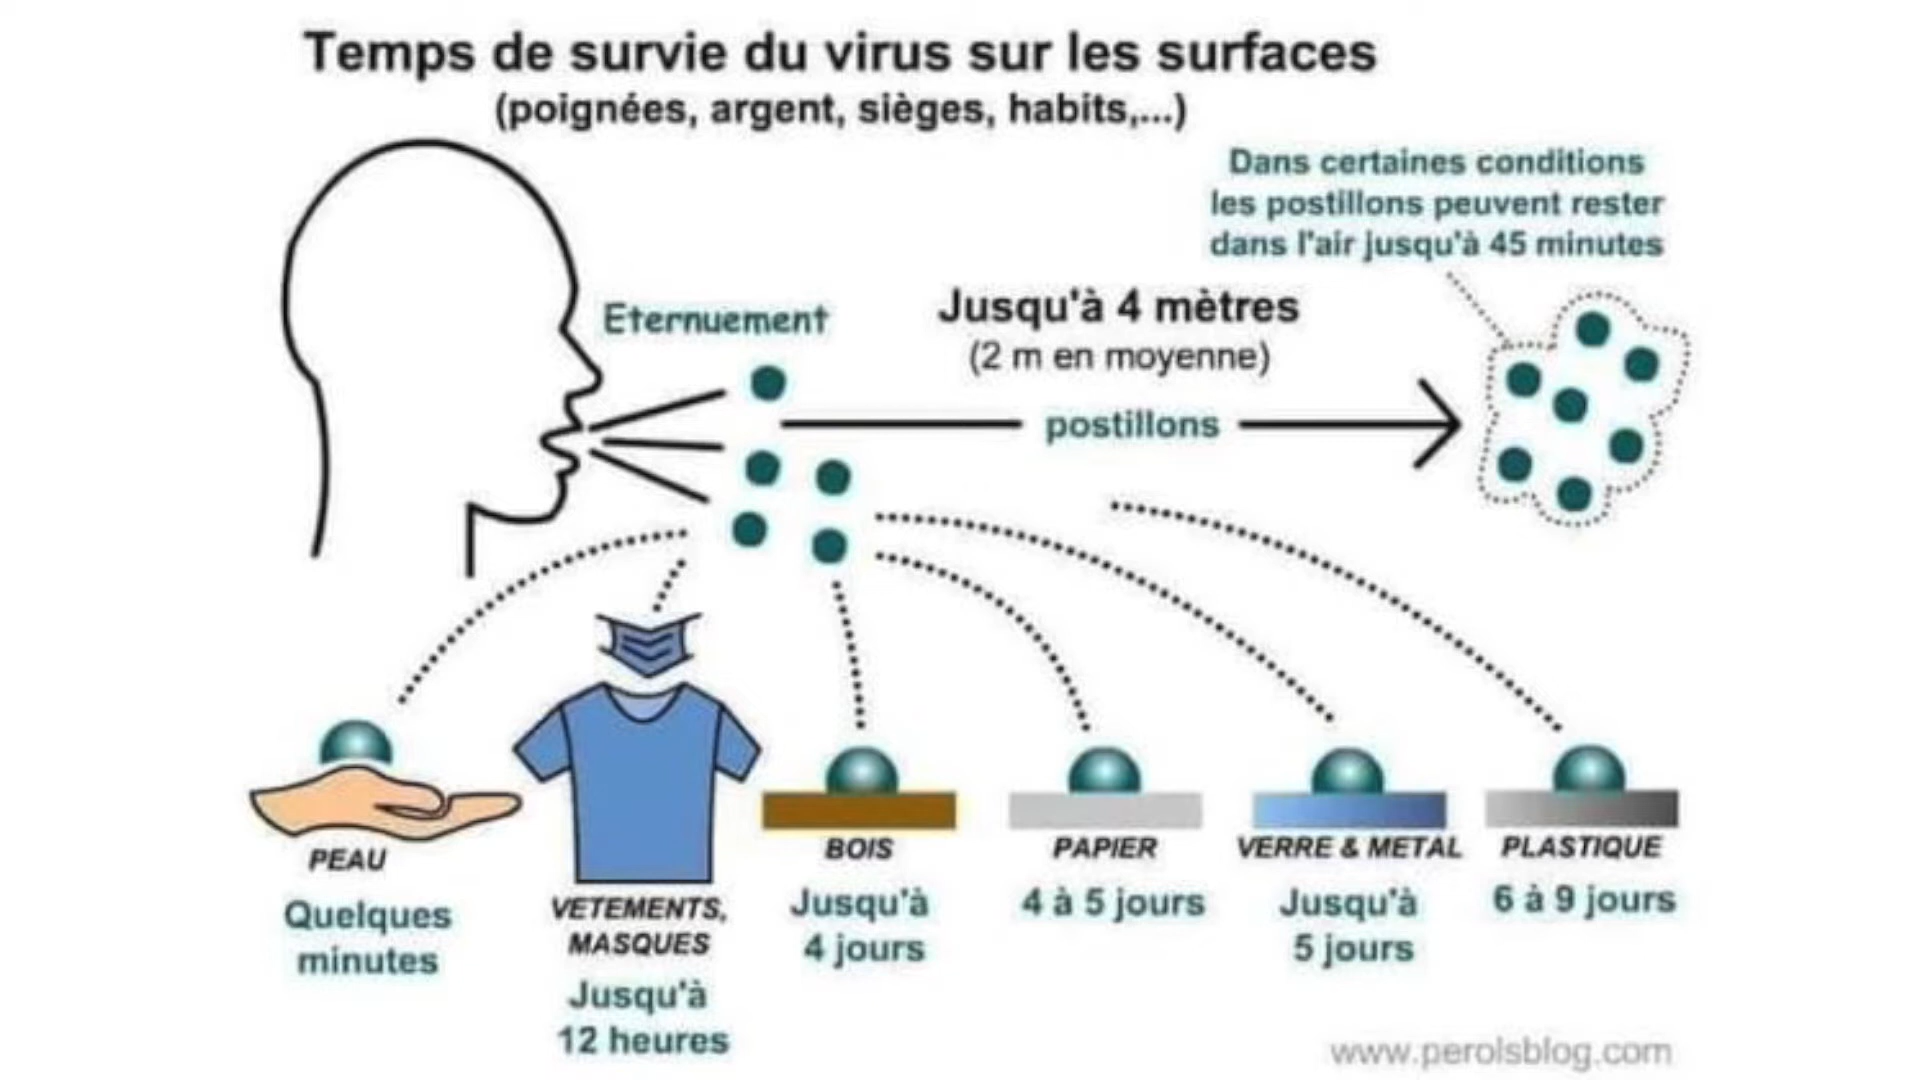 Temps de survie du virus sur les surfaces
(poignées, argent, sièges, habits,...)
Dans certaines conditions
les postillons peuvent rester
dans l'air jusqu'à 45 minutes
Eternuement
Jusqu'à 4 mètres
(2 m en moyenne)
postillons
PEAU
Quelques
minutes
VETEMENTS,
MASQUES
Jusqu'à
12 heures
BOIS
Jusqu'à
4 jours
PAPIER
4 à 5 jours
VERRE & METAL
Jusqu'à
5 jours
PLASTIQUE
6 à 9 jours
www.perolsblog.com